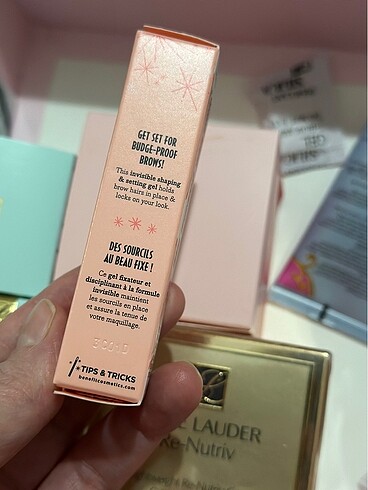 GET SET FOR
BUDGE-PROOF
BROWS!
This invisible shaping
& setting gel holds
brow hairs in place &
locks on your look.
DES SOURCILS
AU BEAU FIXE !
Ce gel fixateur et
disciplinant à la formule
invisible maintient
les sourcils en place
et assure la tenue de
votre maquillage.
TIPS & TRICKS
benefitcosmetics.com
LAUDER
Re-Nutriv